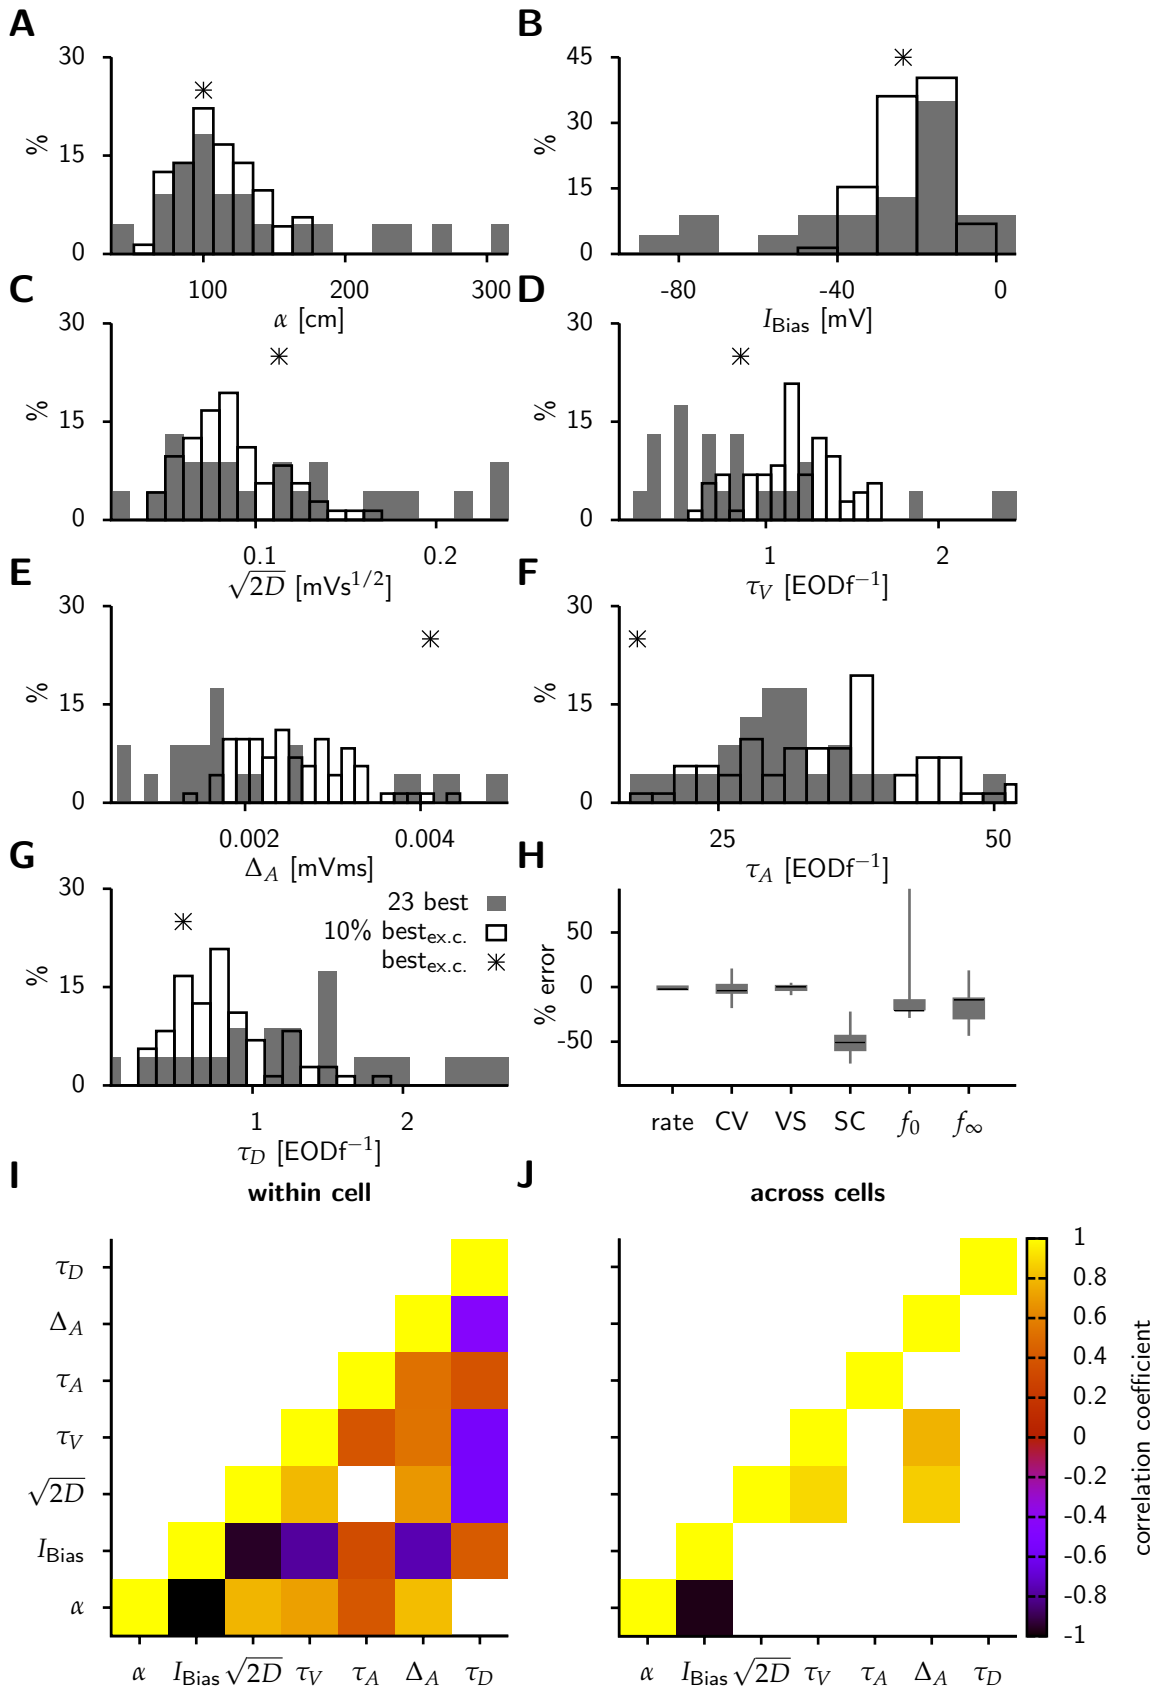 A
B
30
15
0
%
100
200
300
α [cm]
45
30
15
0
%
-80
-40
0
I_Bias [mV]
C
D
30
15
0
%
0.1
0.2
√2D [mVs^1/2]
30
15
0
%
1
2
τ_V [EODf^−1]
E
F
30
15
0
%
0.002
0.004
Δ_A [mVms]
30
15
0
%
25
50
τ_A [EODf^−1]
G
H
30
15
0
%
23 best
10% best_ex.c.
best_ex.c.
1
2
τ_D [EODf^−1]
50
0
-50
% error
rate CV VS SC f_0 f_∞
I
J
within cell
across cells
τ_D
Δ_A
τ_A
τ_V
√2D
I_Bias
α
α I_Bias √2D τ_V τ_A Δ_A τ_D
α I_Bias √2D τ_V τ_A Δ_A τ_D
1
0.8
0.6
0.4
0.2
0
-0.2
-0.4
-0.6
-0.8
-1
correlation coefficient